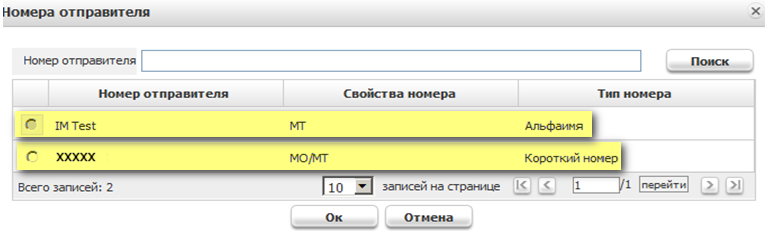 Номера отправителя
Номер отправителя Поиск
Номер отправителя Свойства номера Тип номера
IM Test MT Альфаимя
XXXXX MO/MT Короткий номер
Всего записей: 2 10 записей на странице 1 /1 перейти
Ок Отмена